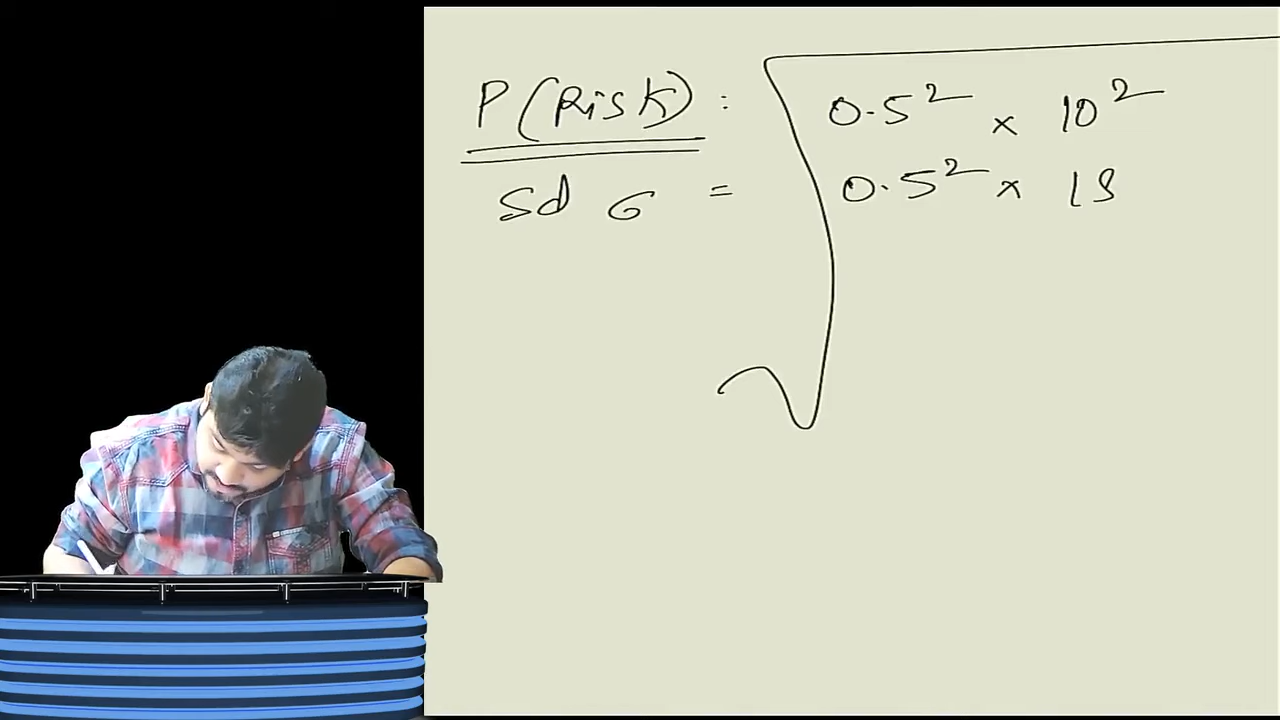 P(Risk) : √ 0.5² × 10²
Sd σ = 0.5² × 18